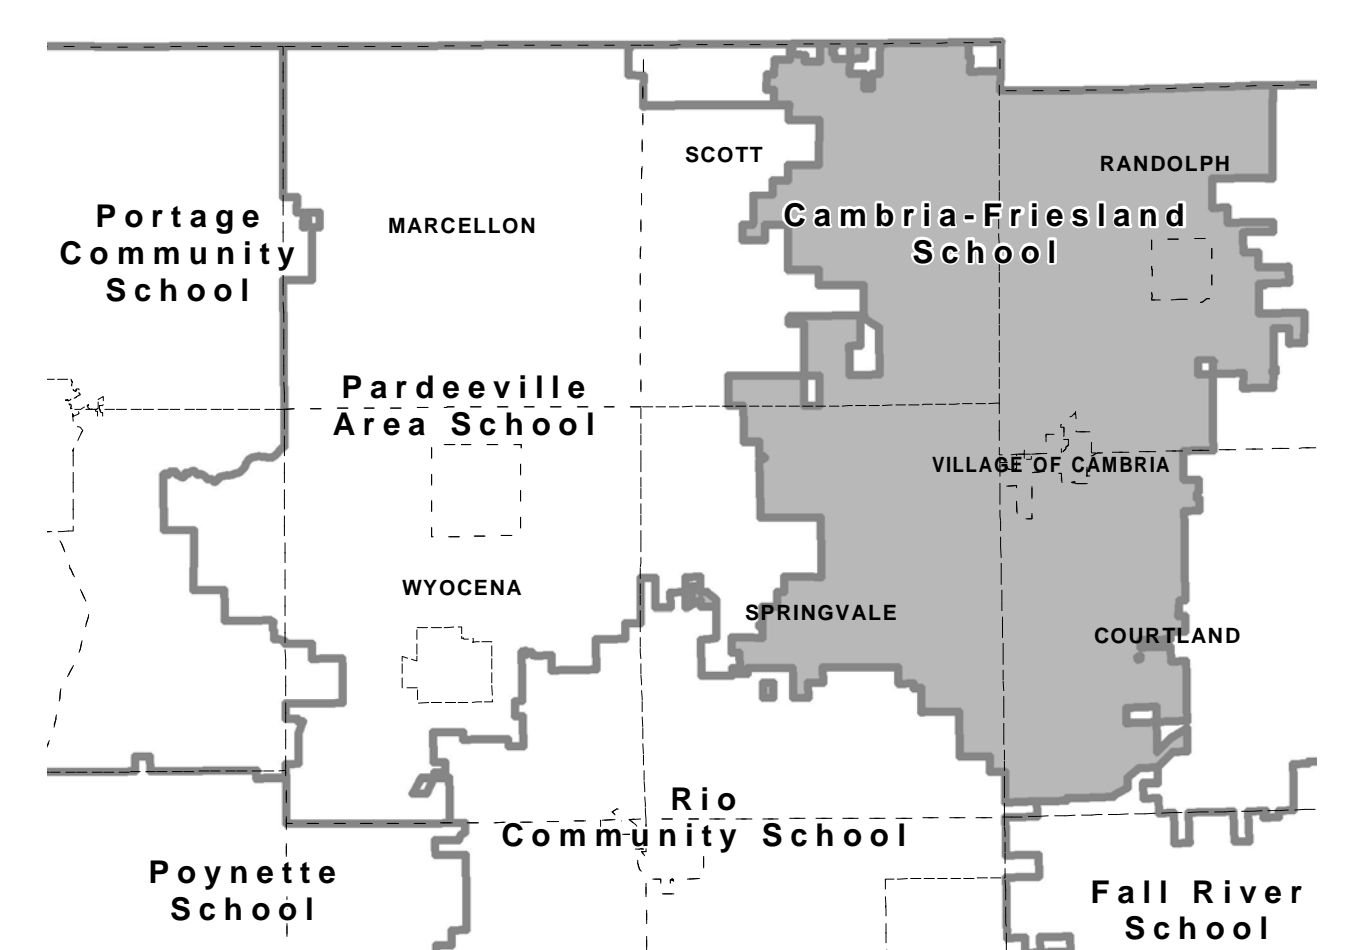 SCOTT
RANDOLPH
Portage
Community
School
MARCELLON
Cambria-Friesland
School
Pardeeville
Area School
VILLAGE OF CAMBRIA
WYOCENA
SPRINGVALE
COURTLAND
Rio
Community School
Poynette
School
Fall River
School